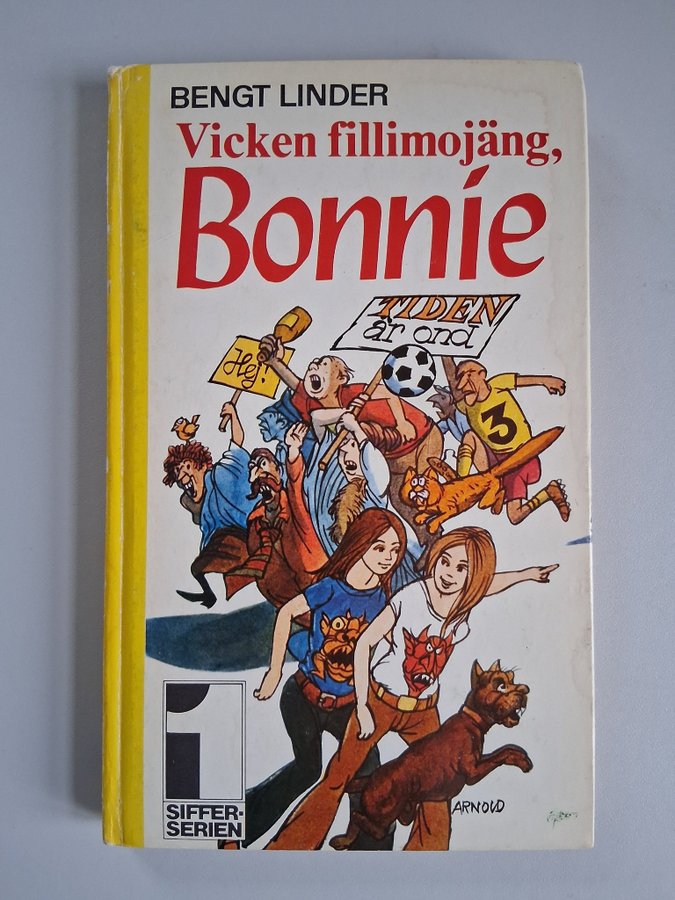 BENGT LINDER
Vicken fillimojäng,
Bonnie
TIDEN
är ond
Hej!
3
1
SIFFER-
SERIEN
ARNOLD